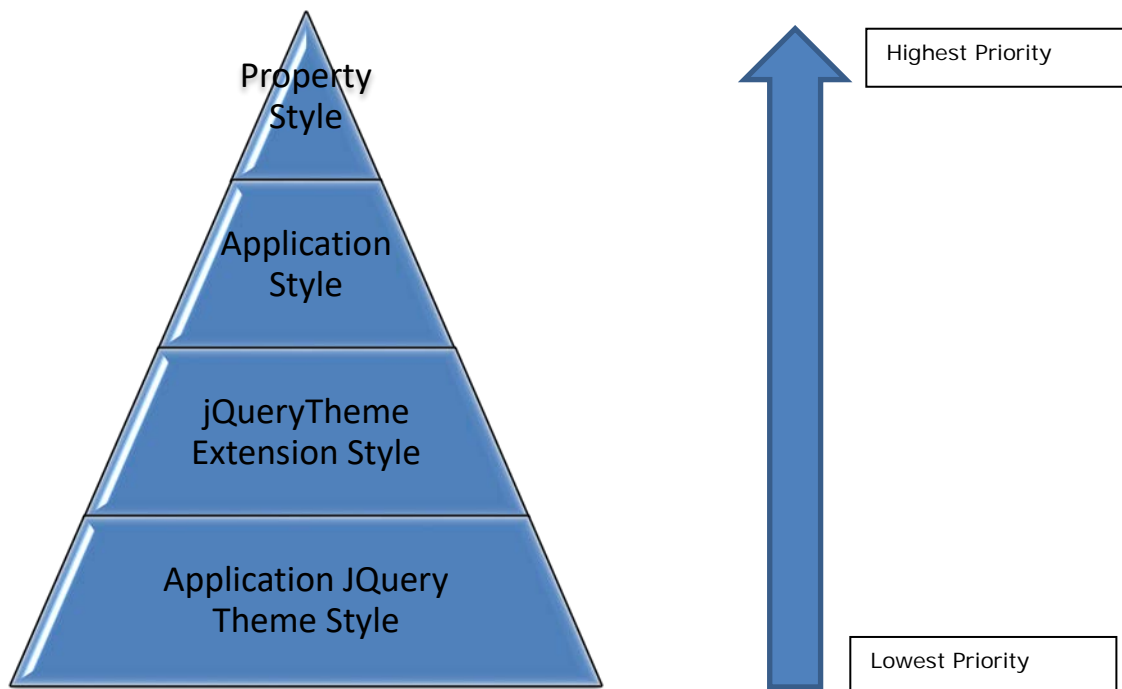 Property
Style
Application
Style
jQueryTheme
Extension Style
Application JQuery
Theme Style
Highest Priority
Lowest Priority